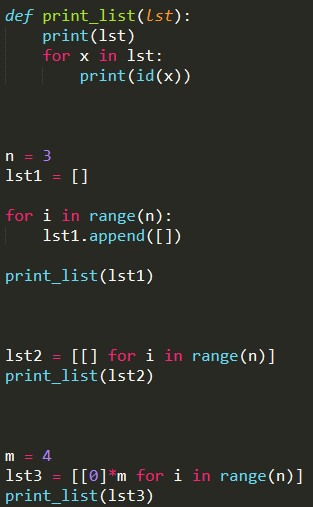 def print_list(lst):
    print(lst)
    for x in lst:
        print(id(x))
n = 3
lst1 = []
for i in range(n):
    lst1.append([])
print_list(lst1)
lst2 = [[] for i in range(n)]
print_list(lst2)
m = 4
lst3 = [[0]*m for i in range(n)]
print_list(lst3)